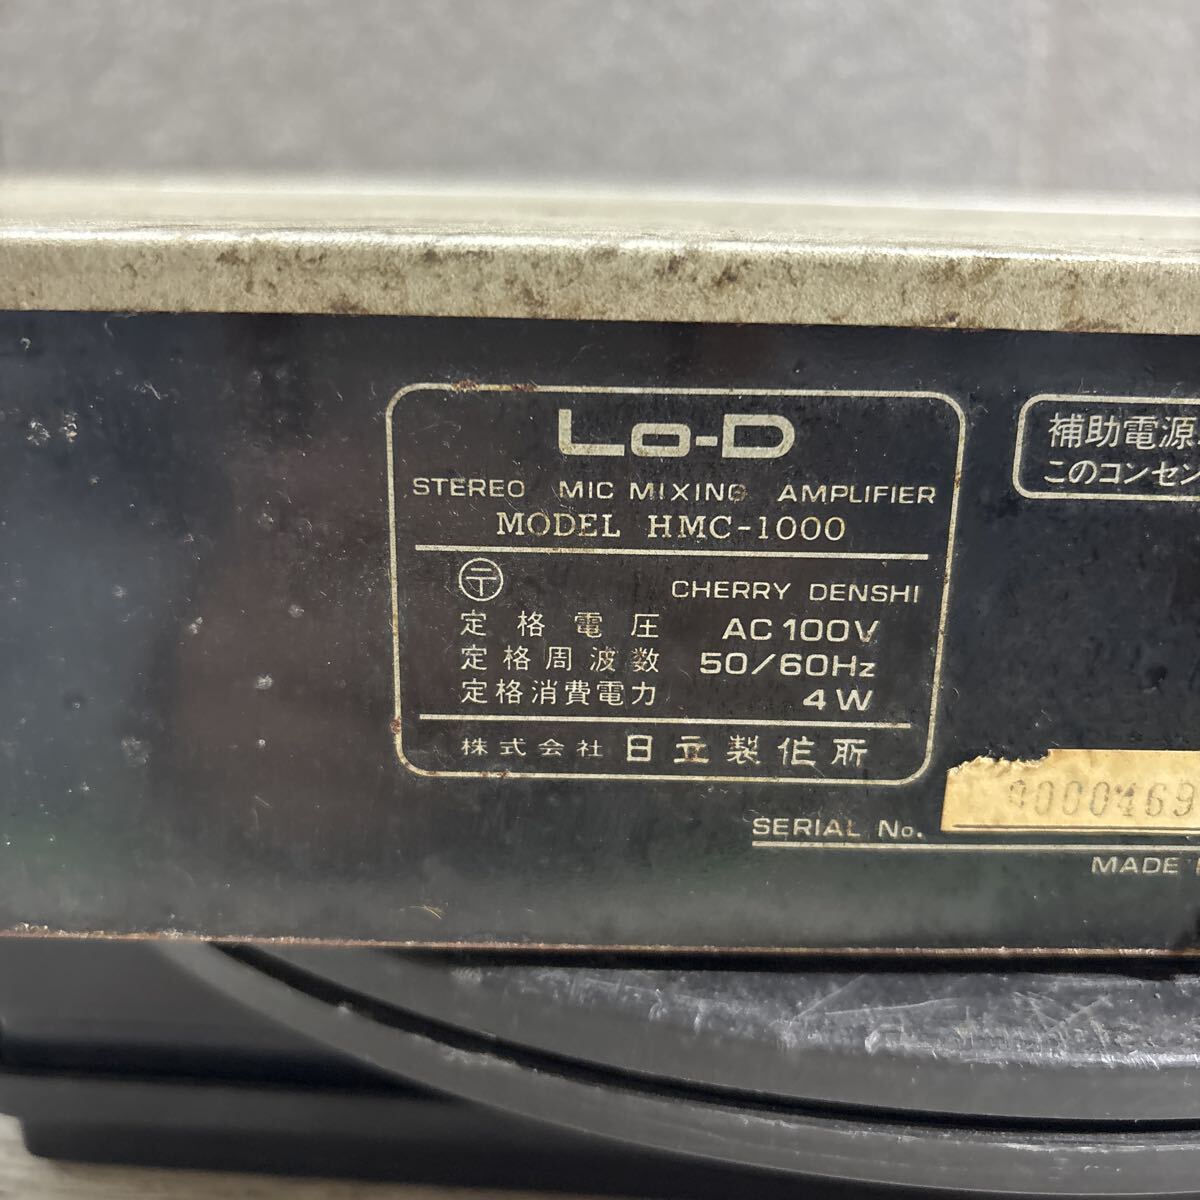 Lo-D
STEREO MIC MIXING AMPLIFIER
MODEL HMC-1000
〒 CHERRY DENSHI
定格電圧 AC 100V
定格周波数 50/60Hz
定格消費電力 4W
株式会社 日立製作所
補助電源
このコンセン
SERIAL No.
MADE